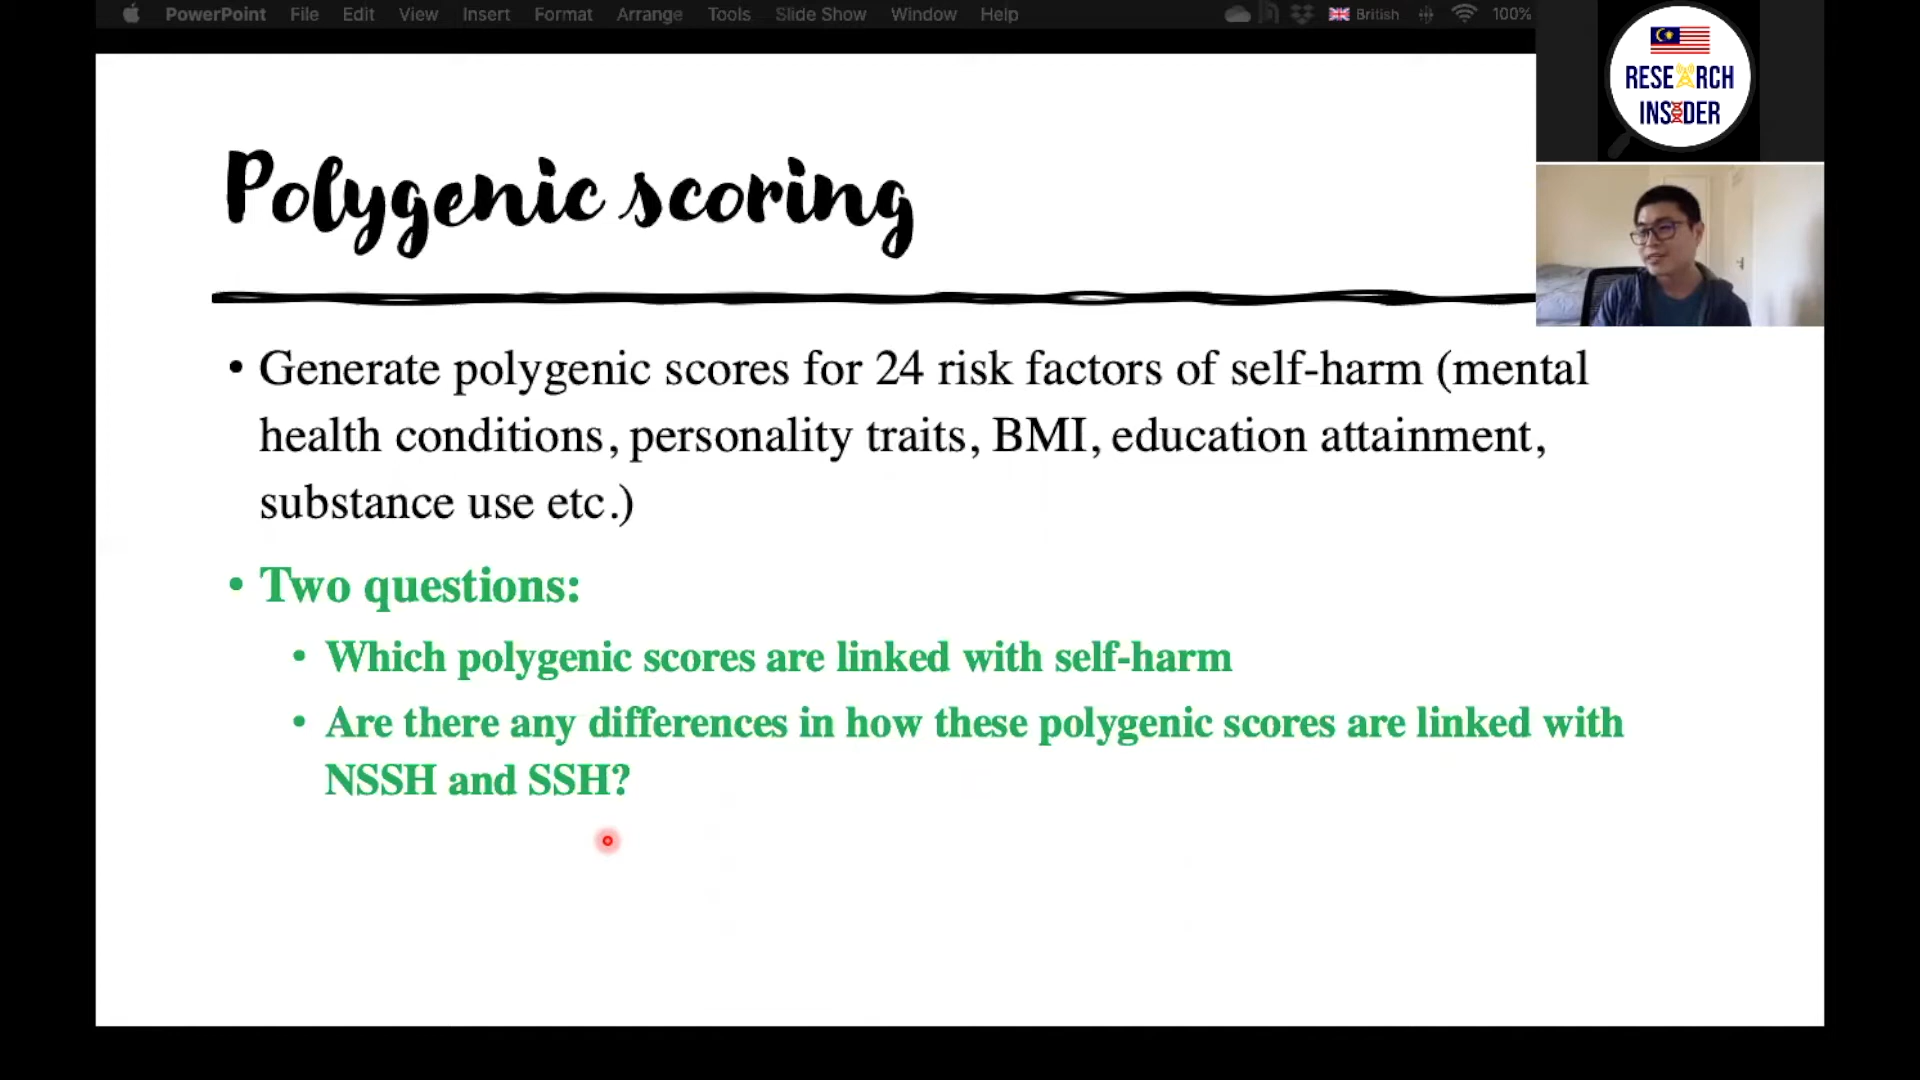 PowerPoint File Edit View Insert Format Arrange Tools Slide Show Window Help British 100%
RESEARCH
INSIDER
Polygenic scoring
• Generate polygenic scores for 24 risk factors of self-harm (mental
health conditions, personality traits, BMI, education attainment,
substance use etc.)
• Two questions:
• Which polygenic scores are linked with self-harm
• Are there any differences in how these polygenic scores are linked with
NSSH and SSH?